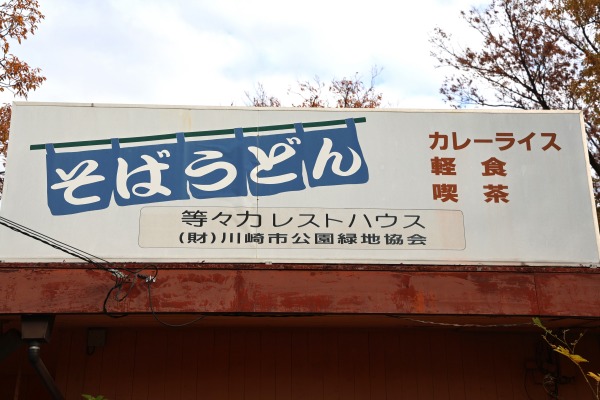 そばうどん
等々力レストハウス
(財)川崎市公園緑地協会
カレーライス
軽食
喫茶